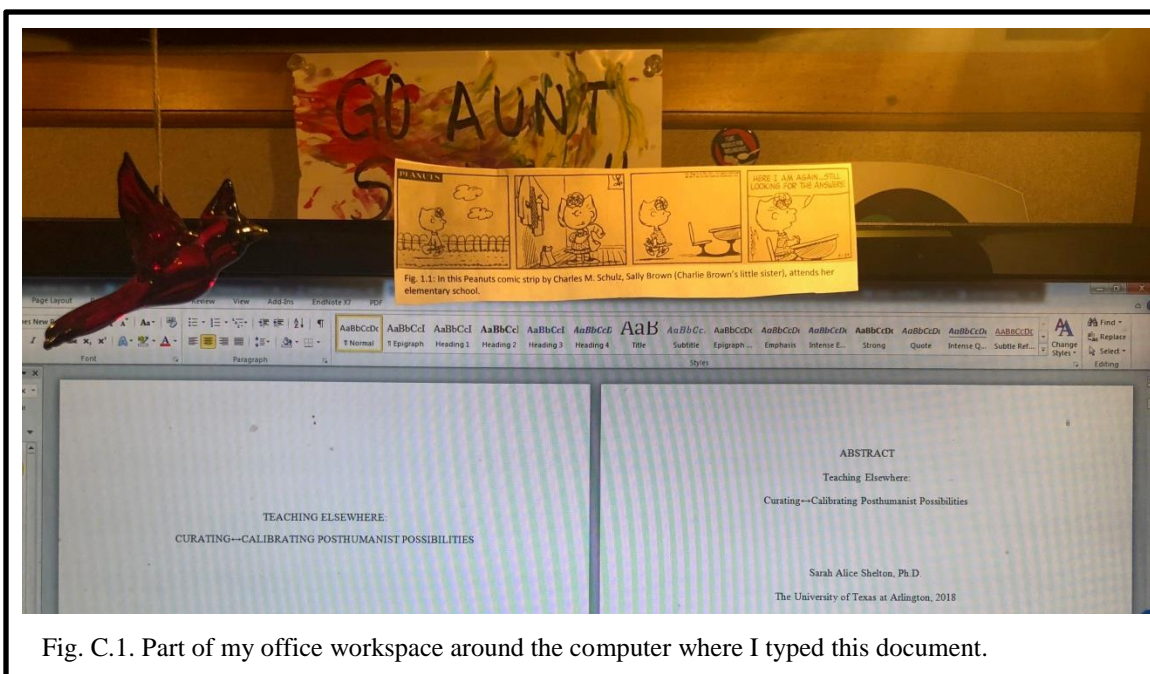 GO AUNT
S
PEANUTS
HERE I AM AGAIN...STILL
LOOKING FOR THE ANSWERS
Fig. 1.1: In this Peanuts comic strip by Charles M. Schulz, Sally Brown (Charlie Brown's little sister), attends her
elementary school.
Page Layout Review View Add-Ins EndNote X7 PDF
AaBbCcDc AaBbCcI AaBbCcI AaBbCcI AaBbCcI AaBbCcD AaB AaBbCc. AaBbCcDc AaBbCcDc AaBbCcDc AaBbCcDc AaBbCcDc AaBbCcDc AABBCCDC
¶ Normal ¶ Epigraph Heading 1 Heading 2 Heading 3 Heading 4 Title Subtitle Epigraph ... Emphasis Intense E... Strong Quote Intense Q... Subtle Ref...
Change
Styles
Find
Replace
Select
Font Paragraph Styles Editing
TEACHING ELSEWHERE:
CURATING↔CALIBRATING POSTHUMANIST POSSIBILITIES
ii
ABSTRACT
Teaching Elsewhere:
Curating↔Calibrating Posthumanist Possibilities
Sarah Alice Shelton, Ph.D.
The University of Texas at Arlington, 2018
Fig. C.1. Part of my office workspace around the computer where I typed this document.